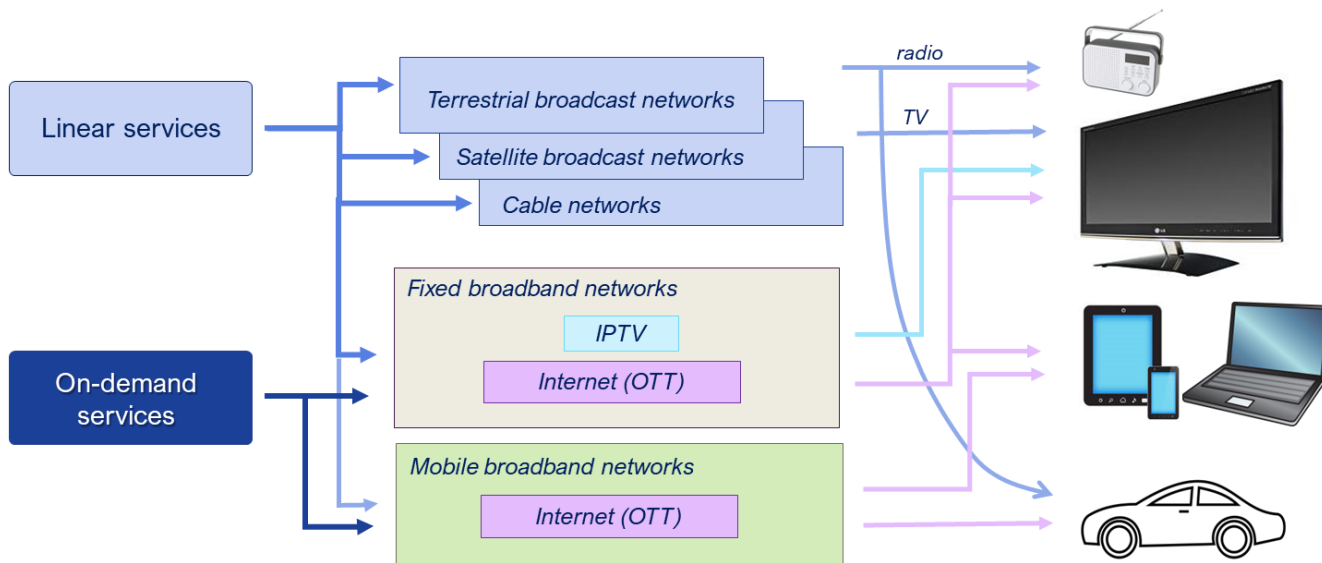 radio
Terrestrial broadcast networks
Linear services
TV
Satellite broadcast networks
Cable networks
Fixed broadband networks
IPTV
On-demand
services
Internet (OTT)
Mobile broadband networks
Internet (OTT)
LG